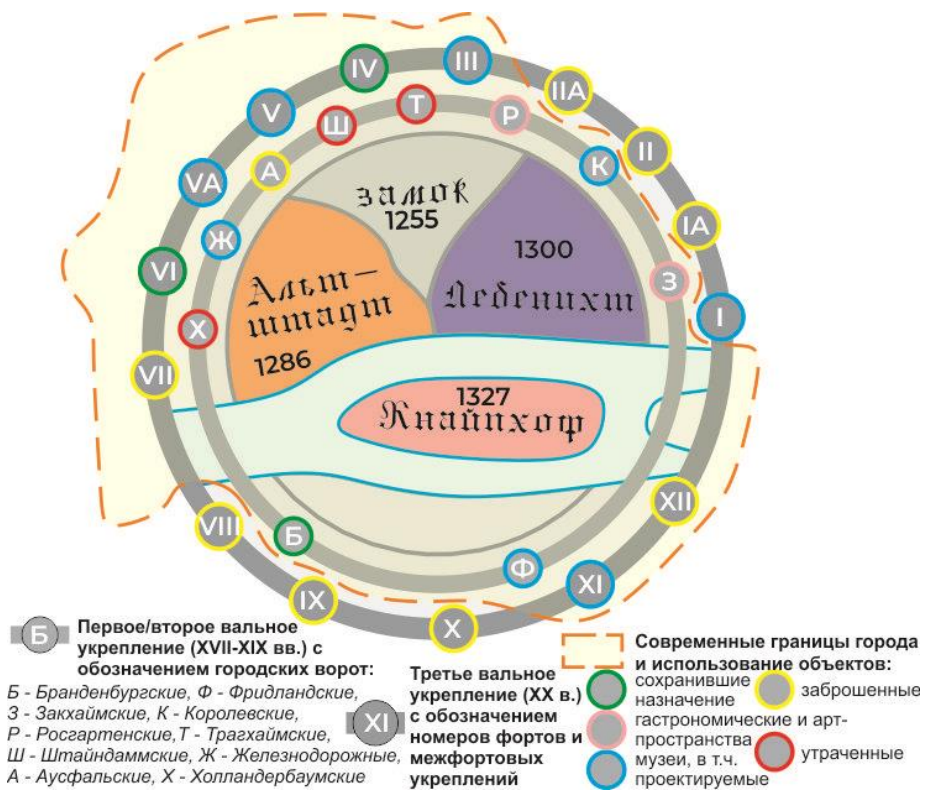 III
IV
IIA
V
Т
Р
Ш
II
К
А
VA
замок
1255
IA
Ж
1300
З
VI
Альт-
штадт
Лебенихт
I
Х
1286
VII
1327
Кнайпхоф
XII
VIII
Б
Ф
XI
IX
X
Б
Первое/второе вальное
укрепление (XVII-XIX вв.) с
обозначением городских ворот:
Б - Бранденбургские, Ф - Фридландские,
З - Закхаймские, К - Королевские,
Р - Росгартенские,Т - Трагхаймские,
Ш - Штайндаммские, Ж - Железнодорожные,
А - Аусфальские, Х - Холландербаумские
XI
Третье вальное
укрепление (XX в.)
с обозначением
номеров фортов и
межфортовых
укреплений
Современные границы города
и использование объектов:
сохранившие
назначение
заброшенные
гастрономические и арт-
пространства
музеи, в т.ч.
проектируемые
утраченные